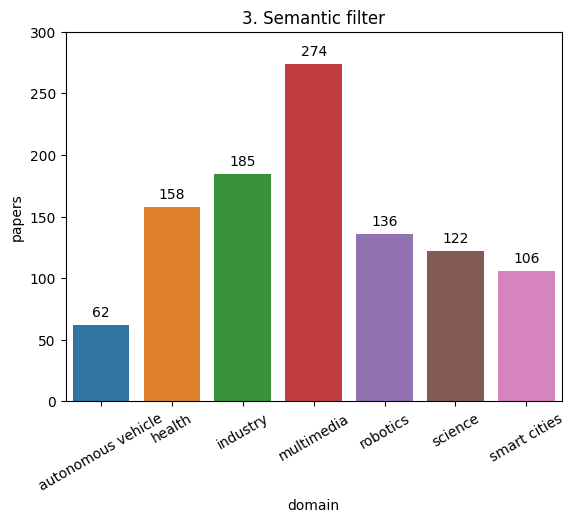 3. Semantic filter
papers
300
250
200
150
100
50
0
62
158
185
274
136
122
106
autonomous vehicle
health
industry
multimedia
robotics
science
smart cities
domain